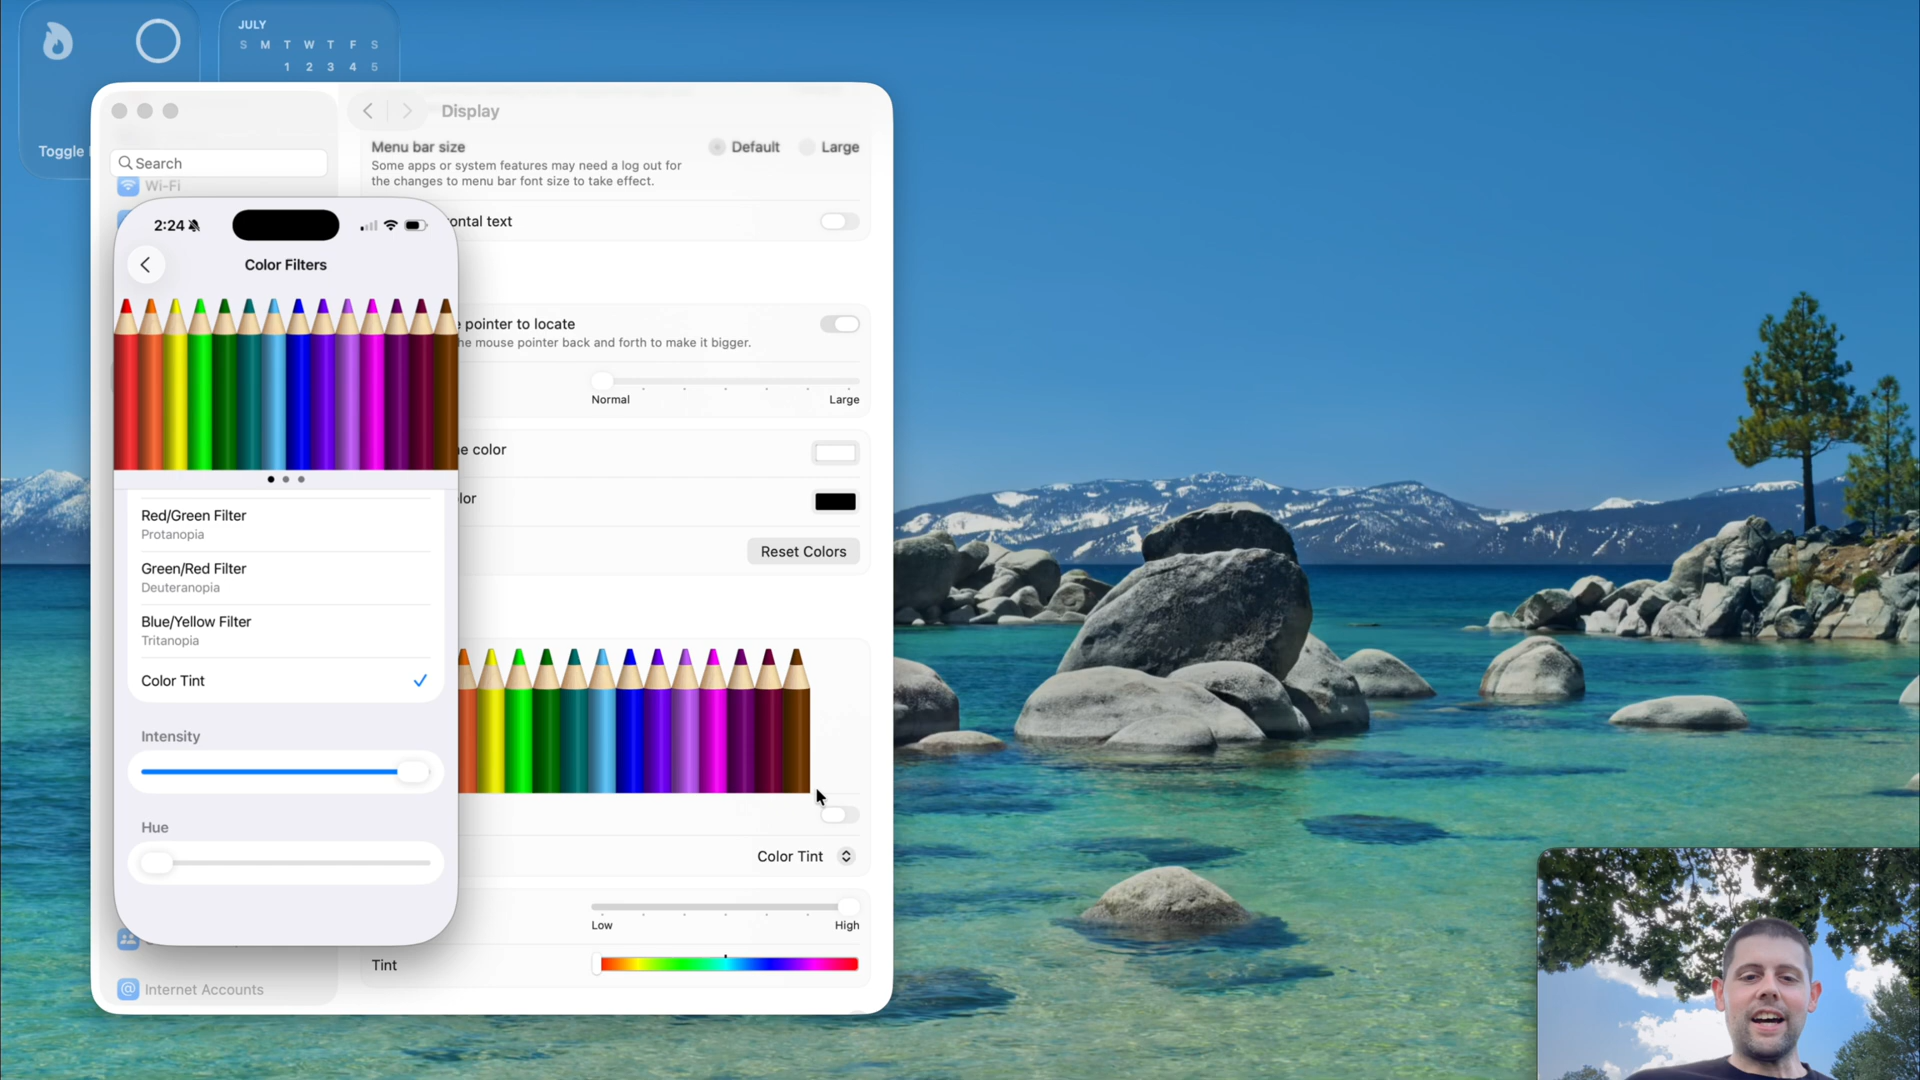 JULY
S M T W T F S
1 2 3 4 5
Toggle
Display
Search
Wi-Fi
Menu bar size
Default
Large
Some apps or system features may need a log out for
the changes to menu bar font size to take effect.
ontal text
2:24
Color Filters
e pointer to locate
he mouse pointer back and forth to make it bigger.
Normal
Large
e color
lor
Reset Colors
Red/Green Filter
Protanopia
Green/Red Filter
Deuteranopia
Blue/Yellow Filter
Tritanopia
Color Tint
Intensity
Hue
Color Tint
Low
High
Tint
Internet Accounts